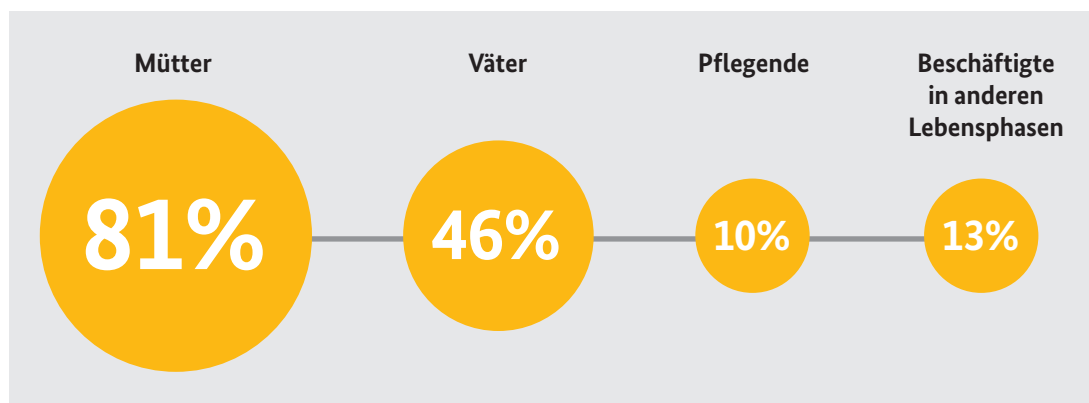 Mütter
Väter
Pflegende
Beschäftigte
in anderen
Lebensphasen
81%
46%
10%
13%